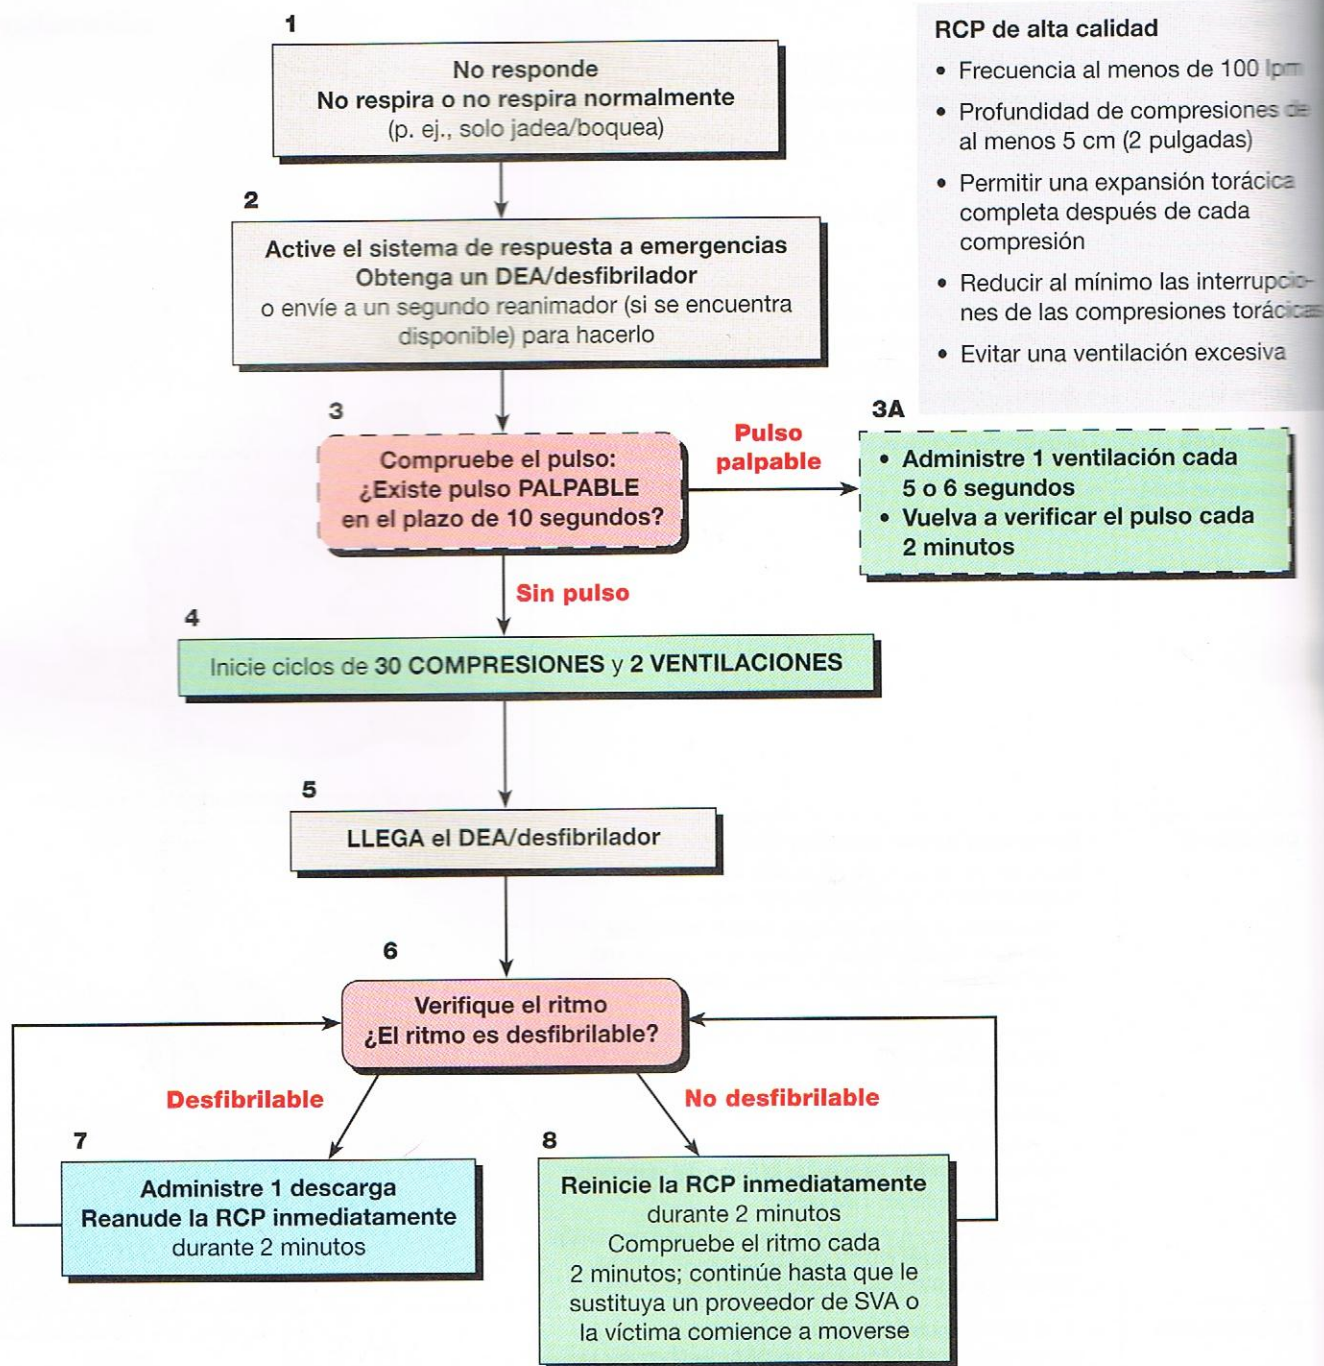 1
No responde
No respira o no respira normalmente
(p. ej., solo jadea/boquea)
RCP de alta calidad
• Frecuencia al menos de 100 lpm
• Profundidad de compresiones de
al menos 5 cm (2 pulgadas)
• Permitir una expansión torácica
completa después de cada
compresión
• Reducir al mínimo las interrupcio-
nes de las compresiones torácicas
• Evitar una ventilación excesiva
2
Active el sistema de respuesta a emergencias
Obtenga un DEA/desfibrilador
o envíe a un segundo reanimador (si se encuentra
disponible) para hacerlo
3
Compruebe el pulso:
¿Existe pulso PALPABLE
en el plazo de 10 segundos?
Pulso
palpable
3A
• Administre 1 ventilación cada
5 o 6 segundos
• Vuelva a verificar el pulso cada
2 minutos
Sin pulso
4
Inicie ciclos de 30 COMPRESIONES y 2 VENTILACIONES
5
LLEGA el DEA/desfibrilador
6
Verifique el ritmo
¿El ritmo es desfibrilable?
Desfibrilable
No desfibrilable
7
Administre 1 descarga
Reanude la RCP inmediatamente
durante 2 minutos
8
Reinicie la RCP inmediatamente
durante 2 minutos
Compruebe el ritmo cada
2 minutos; continúe hasta que le
sustituya un proveedor de SVA o
la víctima comience a moverse